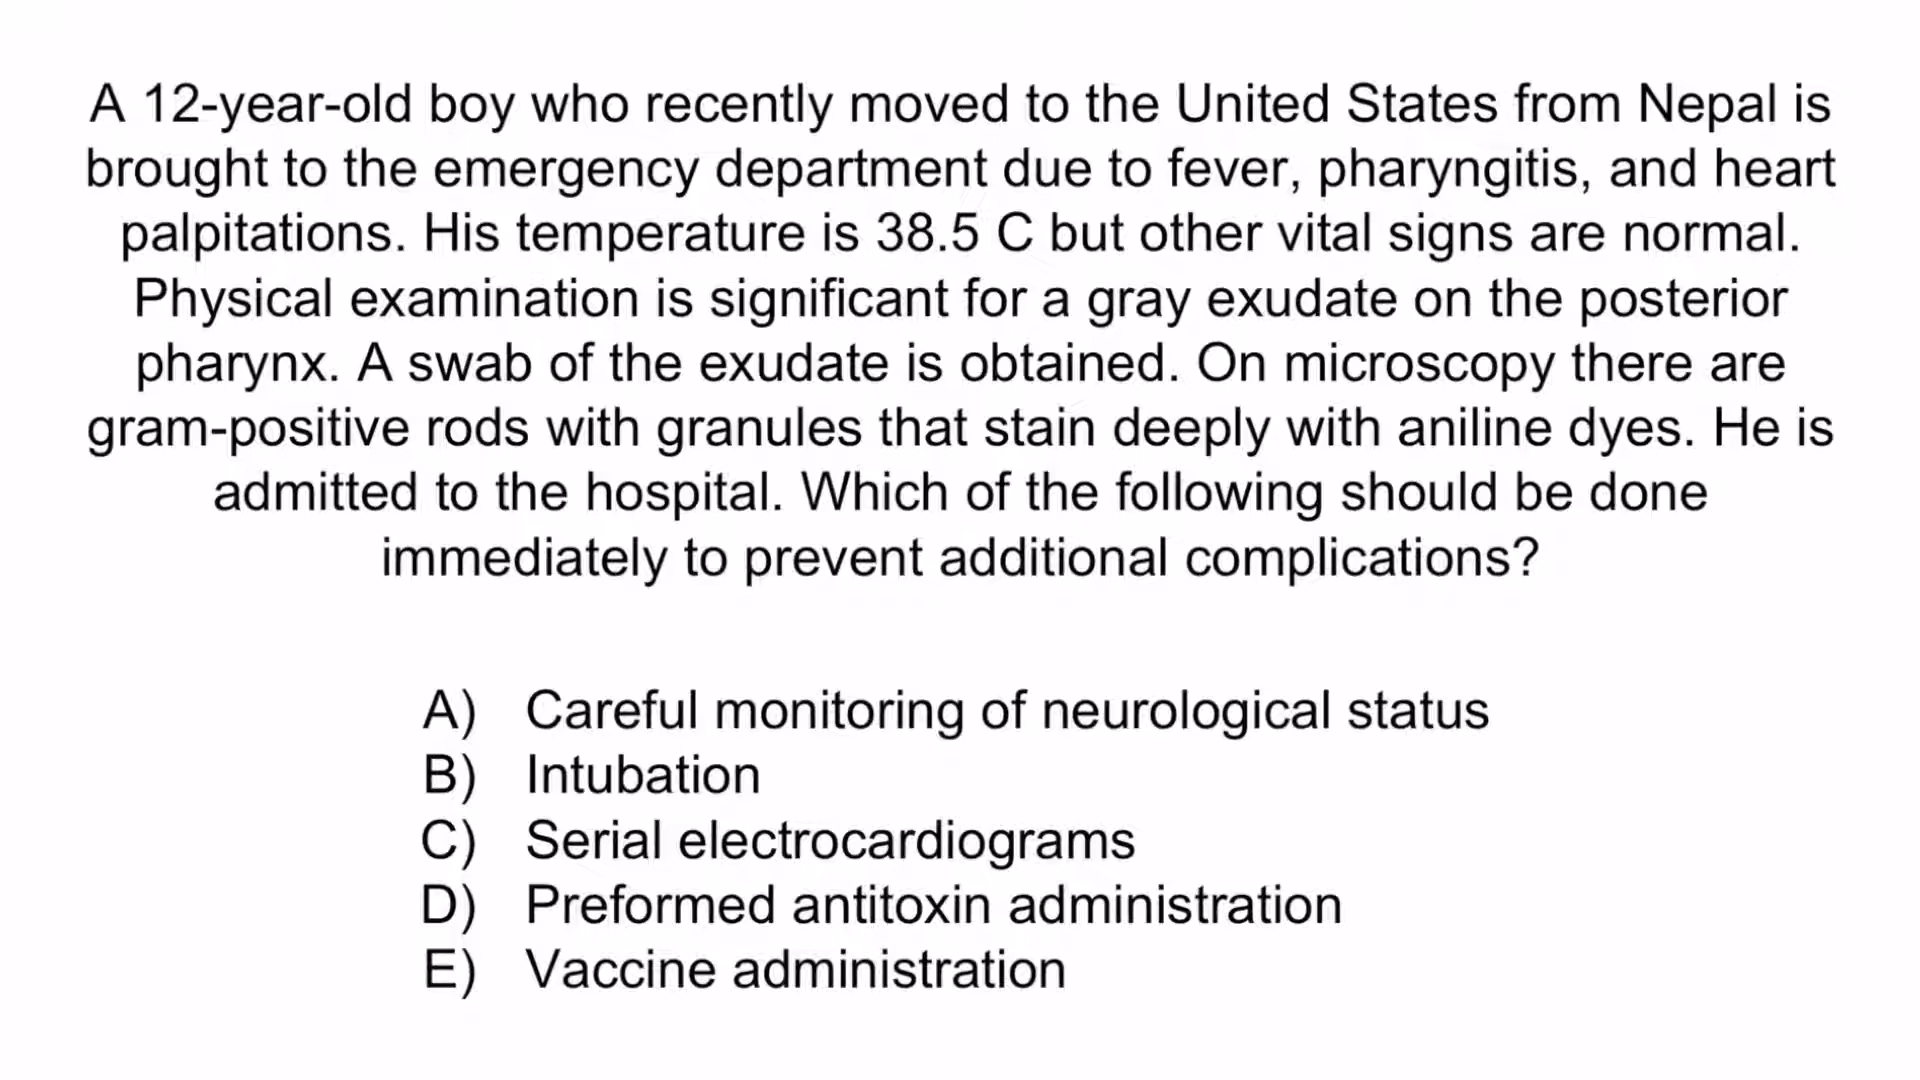 A 12-year-old boy who recently moved to the United States from Nepal is
brought to the emergency department due to fever, pharyngitis, and heart
palpitations. His temperature is 38.5 C but other vital signs are normal.
Physical examination is significant for a gray exudate on the posterior
pharynx. A swab of the exudate is obtained. On microscopy there are
gram-positive rods with granules that stain deeply with aniline dyes. He is
admitted to the hospital. Which of the following should be done
immediately to prevent additional complications?
A) Careful monitoring of neurological status
B) Intubation
C) Serial electrocardiograms
D) Preformed antitoxin administration
E) Vaccine administration